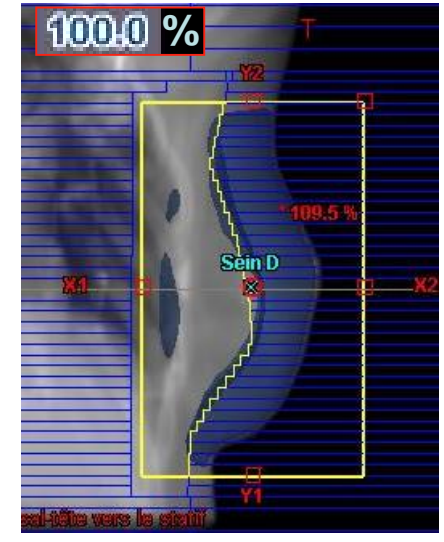 100.0 %
T
Y2
* 109.5 %
Sein D
X1
X2
Y1
sal-tête vers le statif